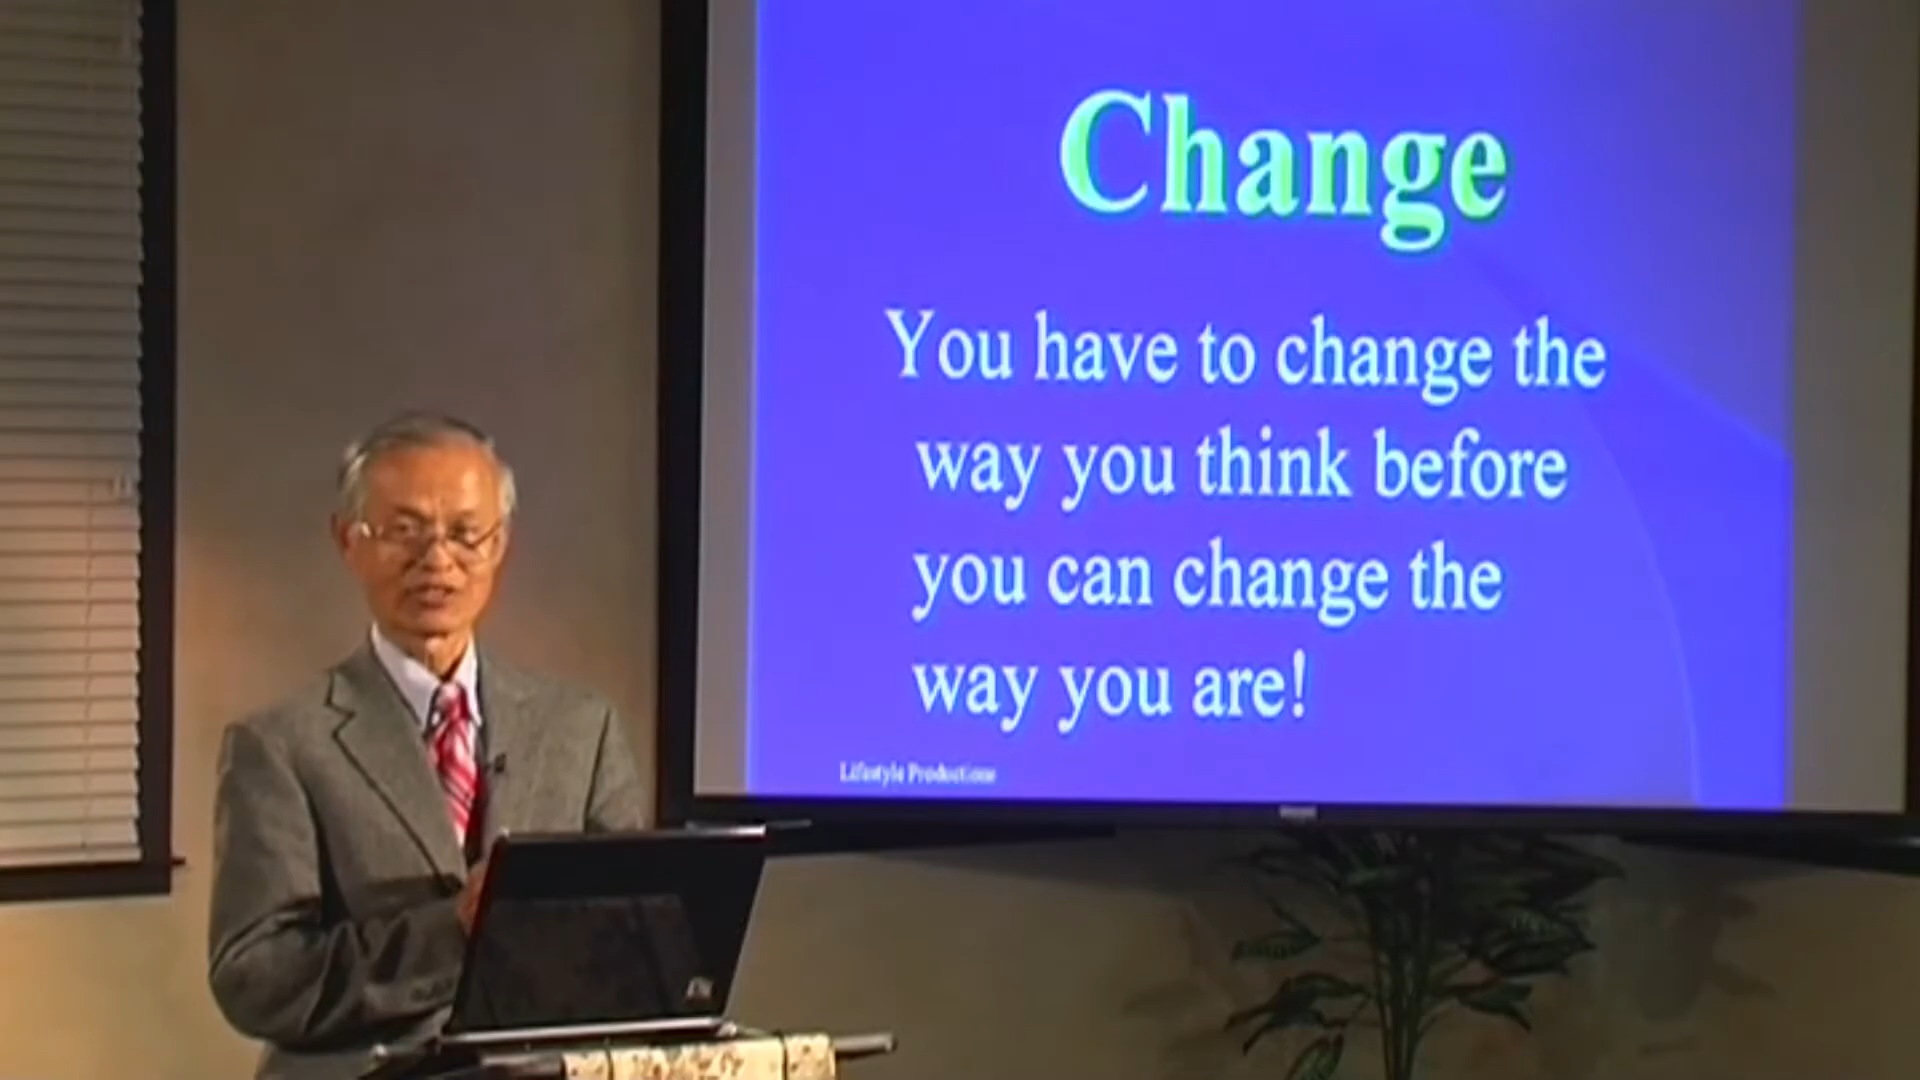 Change
You have to change the
way you think before
you can change the
way you are!
Lifestyle Productions